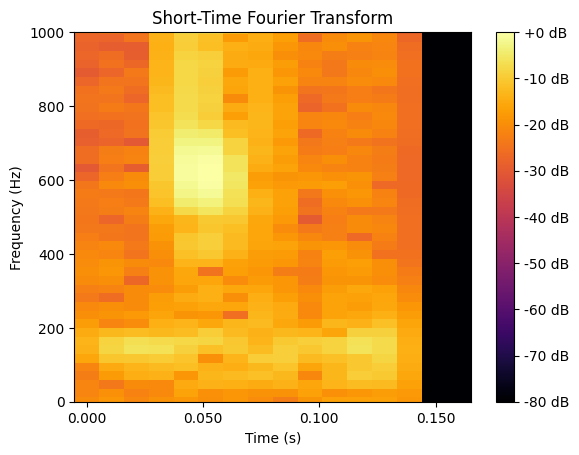 Short-Time Fourier Transform
1000
800
600
400
200
0
Frequency (Hz)
0.000
0.050
0.100
0.150
Time (s)
+0 dB
-10 dB
-20 dB
-30 dB
-40 dB
-50 dB
-60 dB
-70 dB
-80 dB